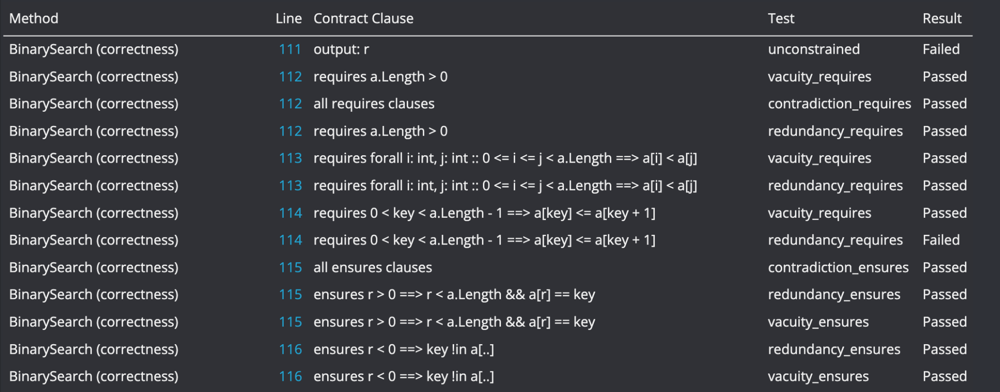 Method Line Contract Clause Test Result
BinarySearch (correctness) 111 output: r unconstrained Failed
BinarySearch (correctness) 112 requires a.Length > 0 vacuity_requires Passed
BinarySearch (correctness) 112 all requires clauses contradiction_requires Passed
BinarySearch (correctness) 112 requires a.Length > 0 redundancy_requires Passed
BinarySearch (correctness) 113 requires forall i: int, j: int :: 0 <= i <= j < a.Length ==> a[i] < a[j] vacuity_requires Passed
BinarySearch (correctness) 113 requires forall i: int, j: int :: 0 <= i <= j < a.Length ==> a[i] < a[j] redundancy_requires Passed
BinarySearch (correctness) 114 requires 0 < key < a.Length - 1 ==> a[key] <= a[key + 1] vacuity_requires Passed
BinarySearch (correctness) 114 requires 0 < key < a.Length - 1 ==> a[key] <= a[key + 1] redundancy_requires Failed
BinarySearch (correctness) 115 all ensures clauses contradiction_ensures Passed
BinarySearch (correctness) 115 ensures r > 0 ==> r < a.Length && a[r] == key redundancy_ensures Passed
BinarySearch (correctness) 115 ensures r > 0 ==> r < a.Length && a[r] == key vacuity_ensures Passed
BinarySearch (correctness) 116 ensures r < 0 ==> key !in a[..] redundancy_ensures Passed
BinarySearch (correctness) 116 ensures r < 0 ==> key !in a[..] vacuity_ensures Passed